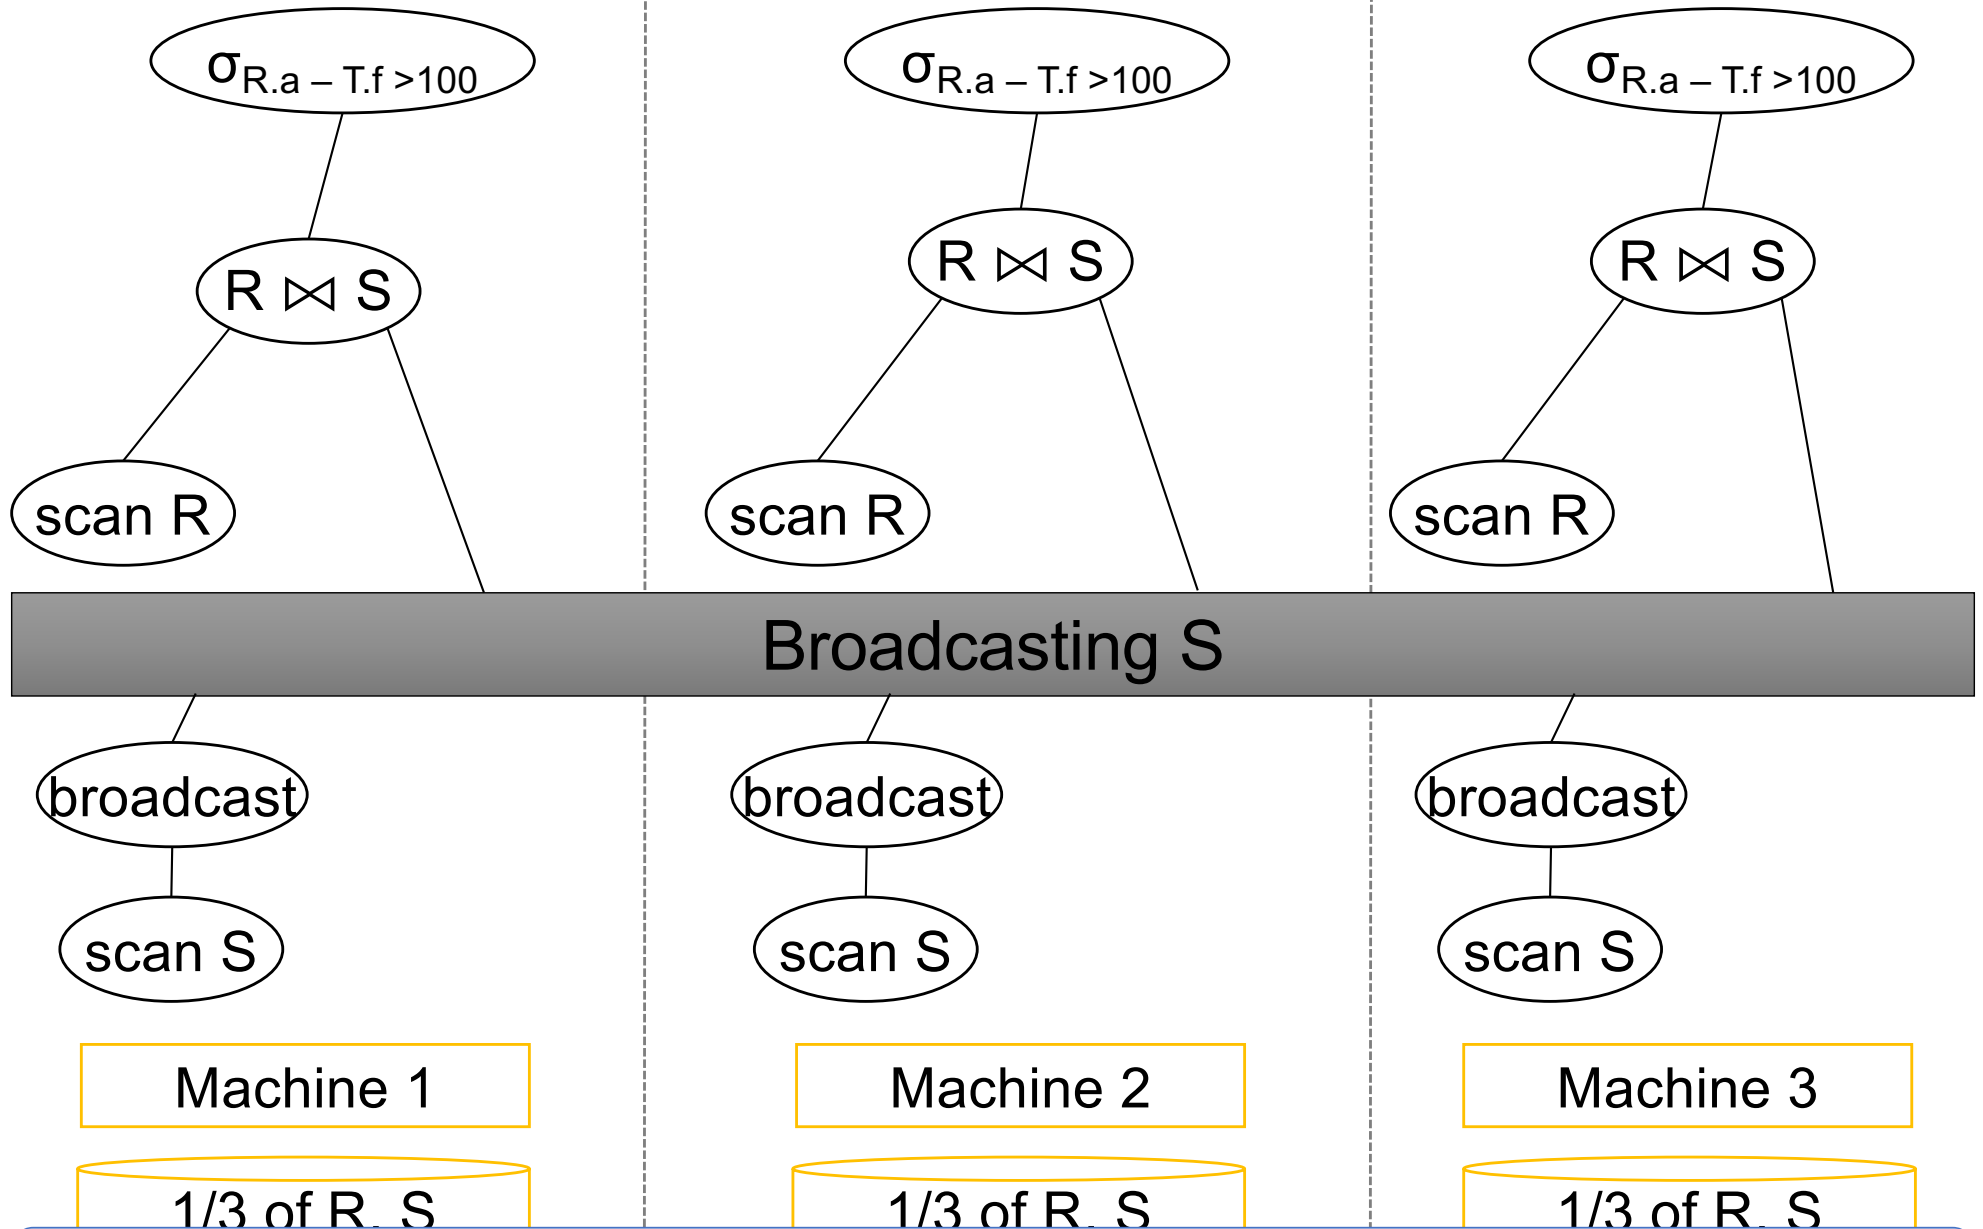 σR.a – T.f >100
σR.a – T.f >100
σR.a – T.f >100
R ⋈ S
R ⋈ S
R ⋈ S
scan R
scan R
scan R
Broadcasting S
broadcast
broadcast
broadcast
scan S
scan S
scan S
Machine 1
Machine 2
Machine 3
1/3 of R, S
1/3 of R, S
1/3 of R, S